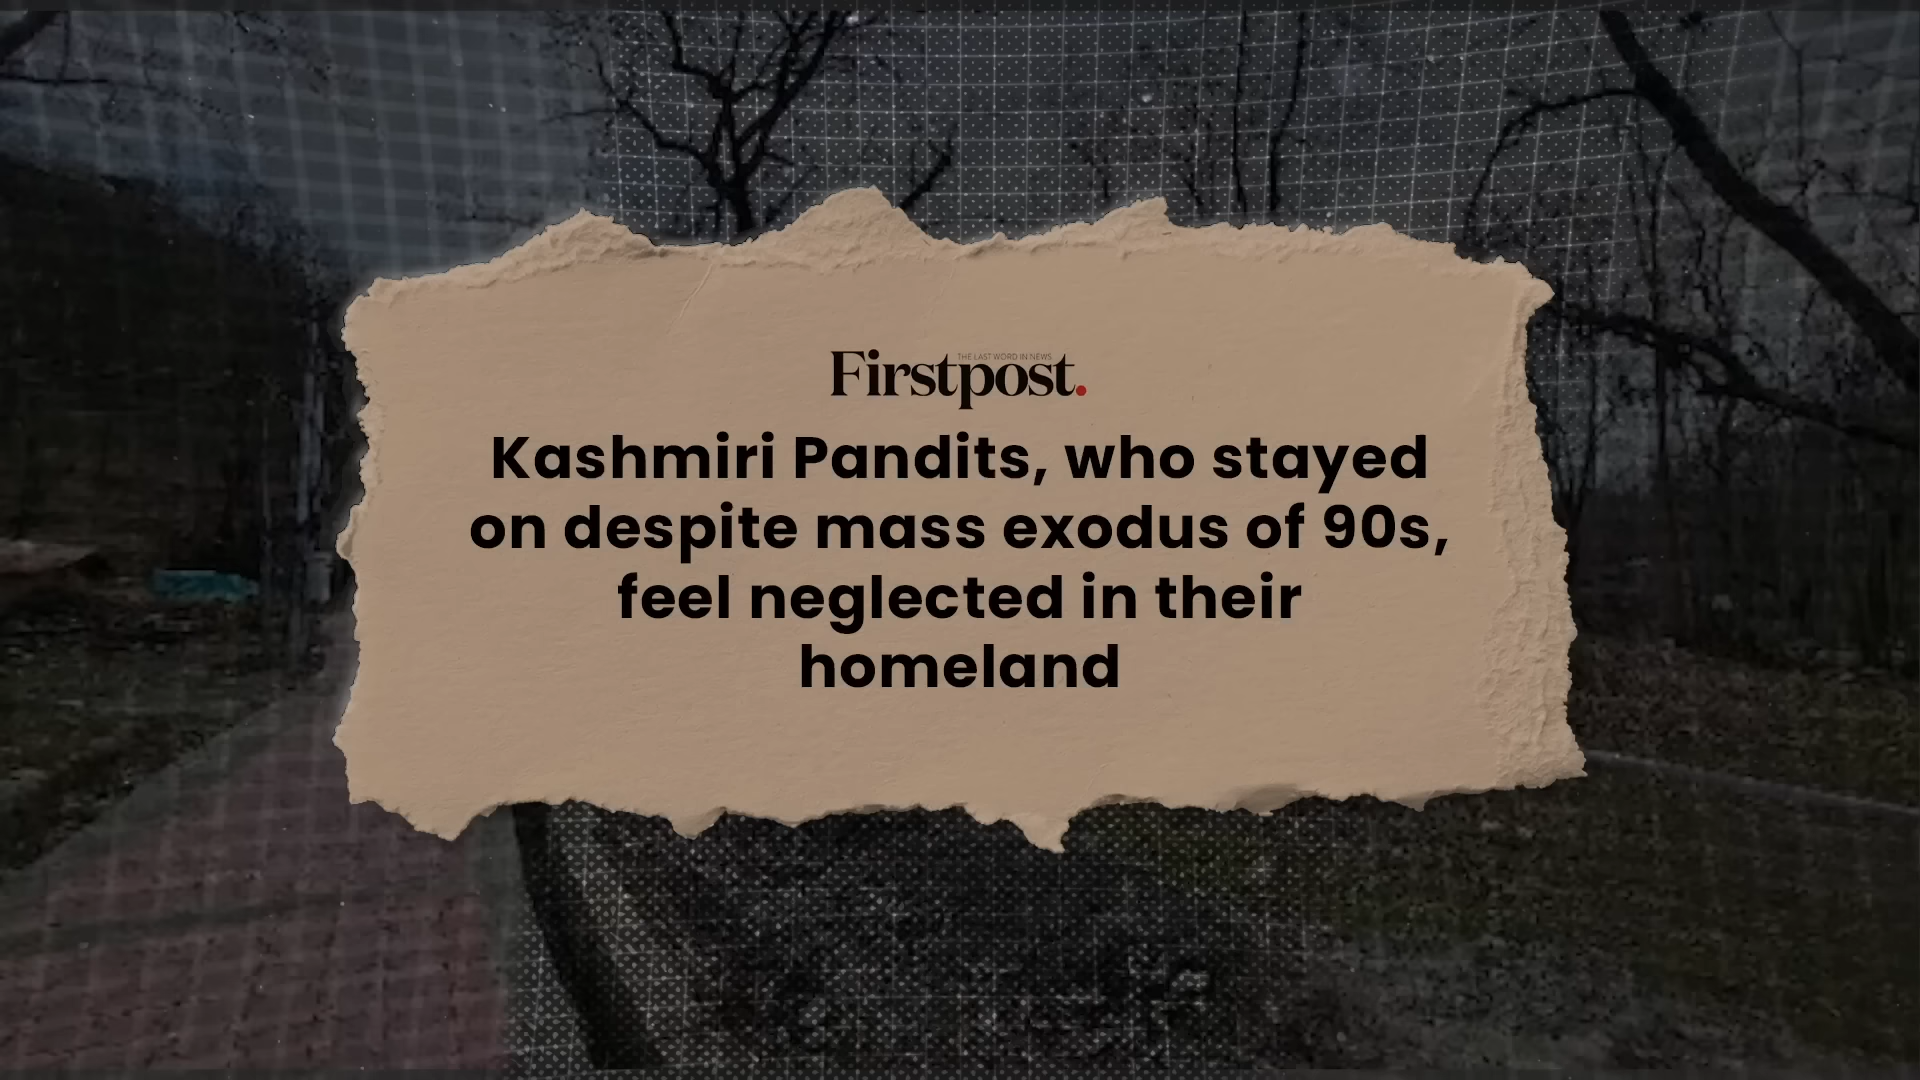 Firstpost.
THE LAST WORD IN NEWS
Kashmiri Pandits, who stayed
on despite mass exodus of 90s,
feel neglected in their
homeland